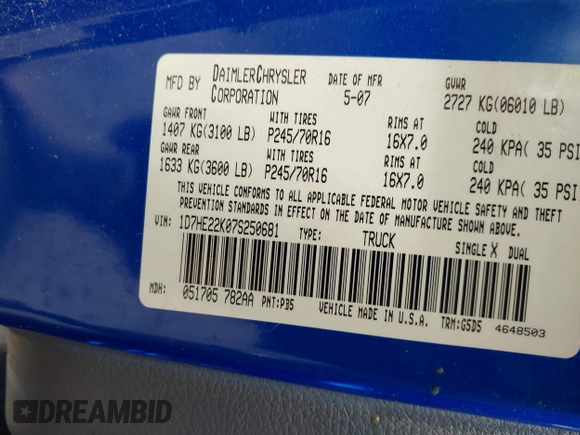 MFD BY DAIMLERCHRYSLER CORPORATION DATE OF MFR 5-07 GVWR 2727 KG(06010 LB)
GAWR FRONT WITH TIRES RIMS AT COLD
1407 KG(3100 LB) P245/70R16 16X7.0 240 KPA( 35 PSI
GAWR REAR WITH TIRES RIMS AT COLD
1633 KG(3600 LB) P245/70R16 16X7.0 240 KPA( 35 PSI
THIS VEHICLE CONFORMS TO ALL APPLICABLE FEDERAL MOTOR VEHICLE SAFETY AND THEFT
PREVENTION STANDARDS IN EFFECT ON THE DATE OF MANUFACTURE SHOWN ABOVE.
VIN: 1D7HE22K07S250681 TYPE: TRUCK SINGLE X DUAL
MDH: 051705 782AA PNT:PB5 VEHICLE MADE IN U.S.A. TRM:G5D5 4648503
DREAMBID